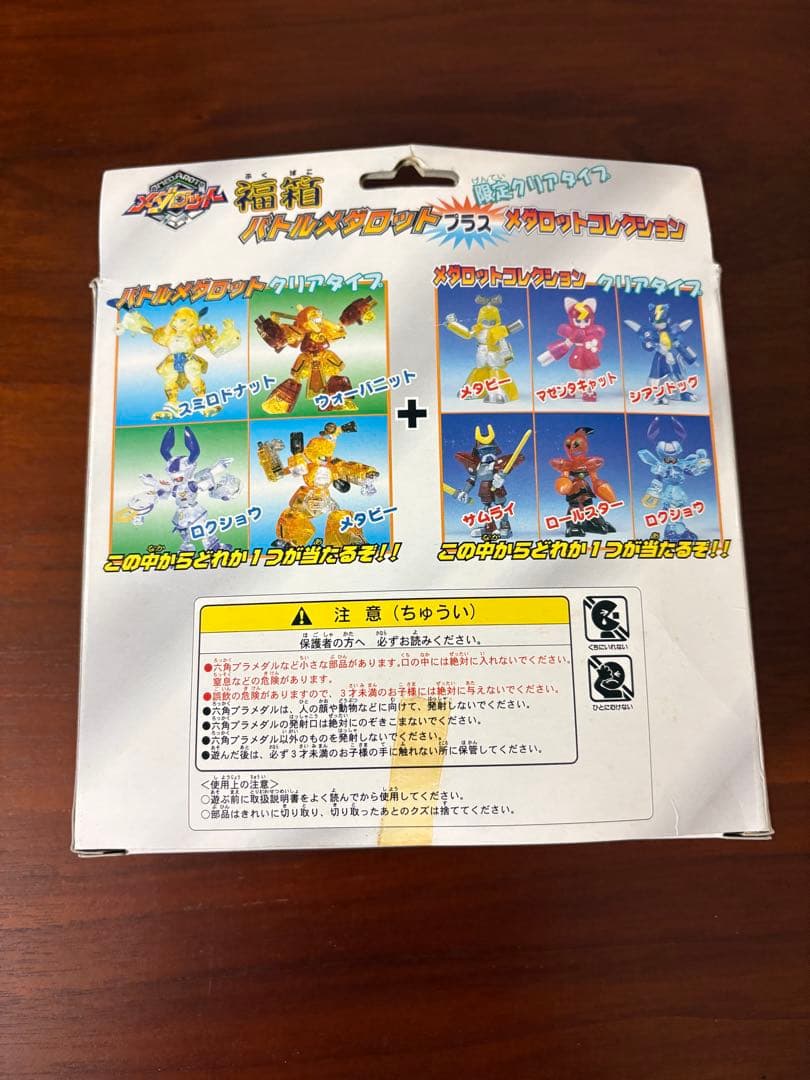 メダロット
福箱
ふくばこ
限定クリアタイプ
げんてい
バトルメダロット プラス メダロットコレクション
バトルメダロット クリアタイプ
スミロドナット
ウォーバニット
ロクショウ
メタビー
この中からどれか1つが当たるぞ!!
+
メダロットコレクション クリアタイプ
メタビー
マゼンタキャット
シアンドッグ
サムライ
ロールスター
ロクショウ
この中からどれか1つが当たるぞ!!
注意(ちゅうい)
保護者の方へ 必ずお読みください。
●六角プラメダルなど小さな部品があります。口の中には絶対に入れないでください。
窒息などの危険があります。
●誤飲の危険がありますので、3才未満のお子様には絶対に与えないでください。
●六角プラメダルは、人の顔や動物などに向けて、発射しないでください。
●六角プラメダルの発射口は絶対にのぞきこまないでください。
●六角プラメダル以外のものを発射しないでください。
●遊んだ後は、必ず3才未満のお子様の手に触れない所に保管してください。
<使用上の注意>
○遊ぶ前に取扱説明書をよく読んでから使用してください。
○部品はきれいに切り取り、切り取ったあとのクズは捨ててください。
くちにいれない
ひとにむけない